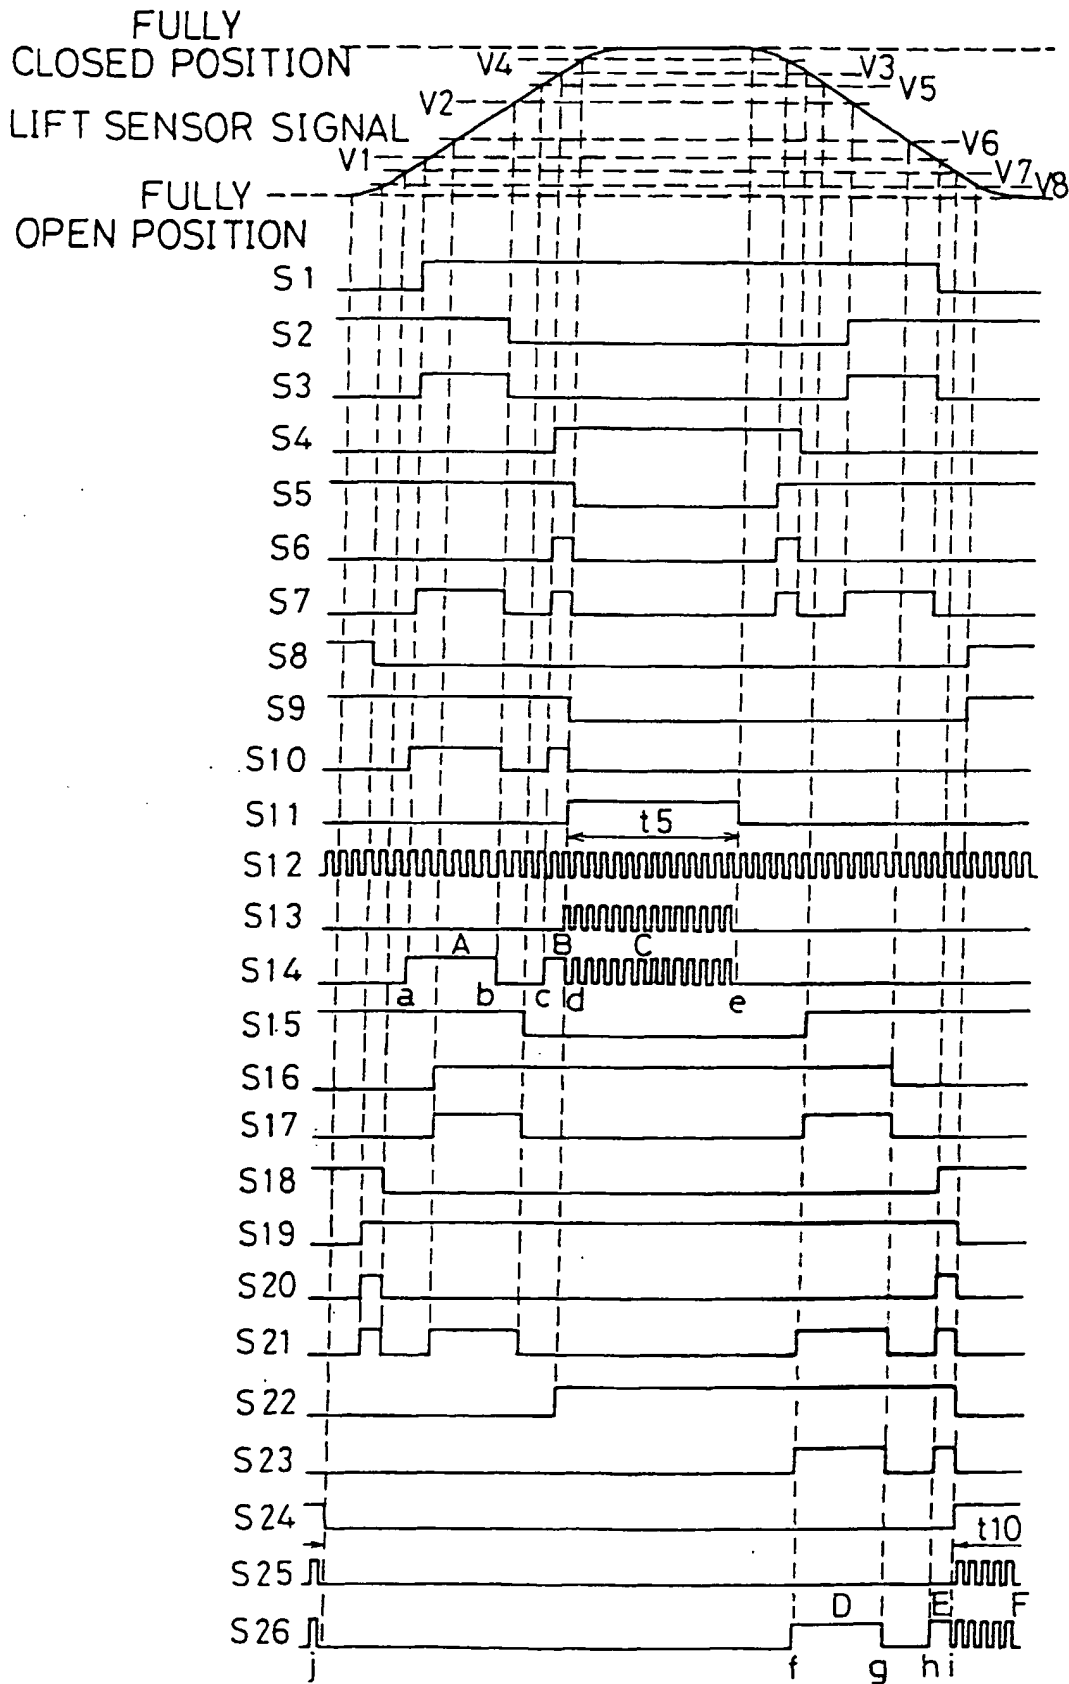 FULLY
CLOSED POSITION
V4
V3
V5
V2
LIFT SENSOR SIGNAL
V6
V1
V7
V8
FULLY
OPEN POSITION
S1
S2
S3
S4
S5
S6
S7
S8
S9
S10
S11
t5
S12
S13
A B C
S14
a b c d e
S15
S16
S17
S18
S19
S20
S21
S22
S23
S24
t10
S25
D E F
S26
j f g h i